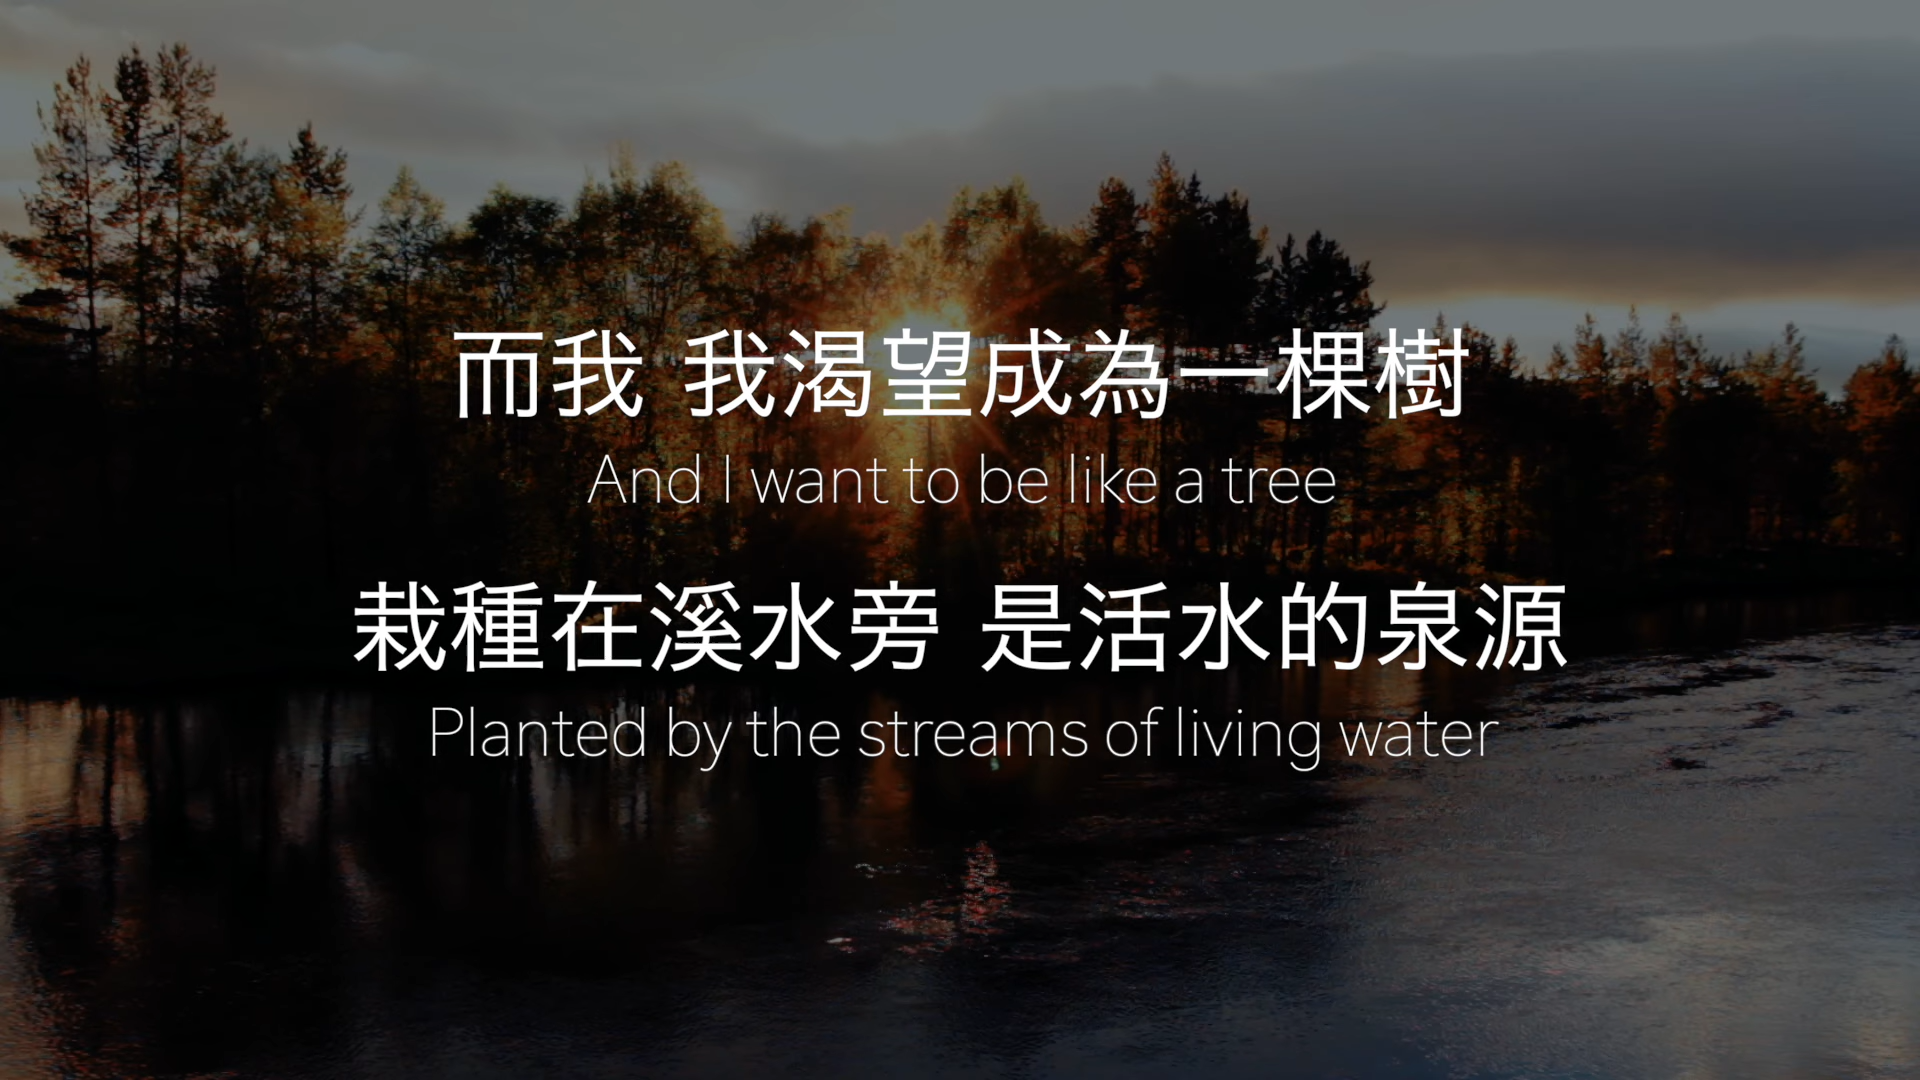 而我 我渴望成為一棵樹
And I want to be like a tree
栽種在溪水旁 是活水的泉源
Planted by the streams of living water